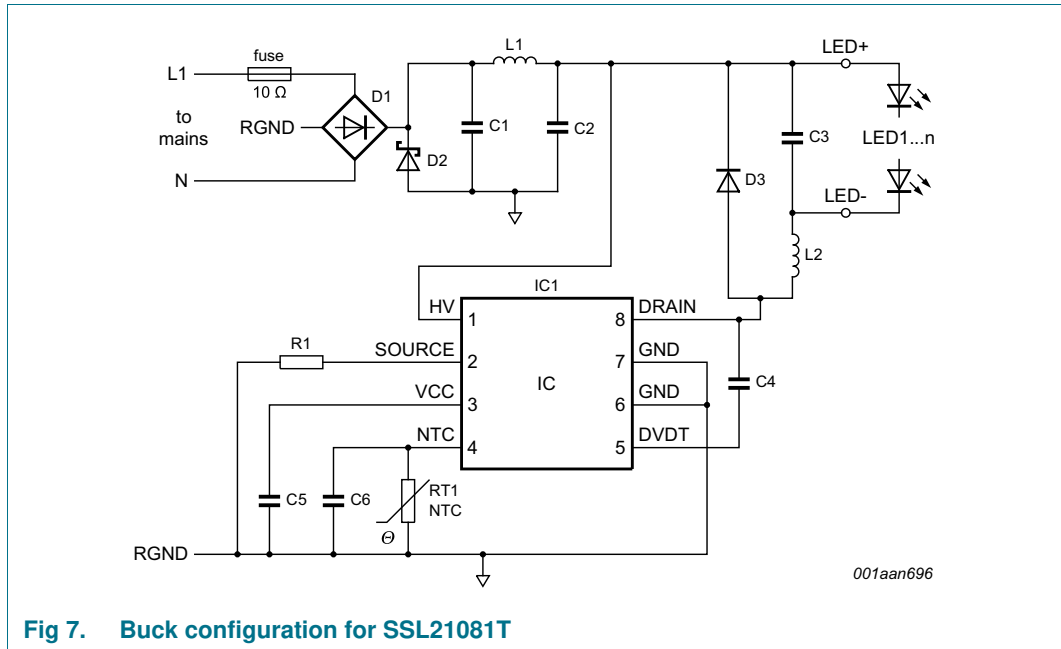 L1
fuse
10 Ω
to
mains
RGND
N
D1
D2
C1
L1
C2
LED+
LED1...n
C3
D3
LED-
L2
IC1
HV
1
8
DRAIN
R1
SOURCE
2
7
GND
IC
C4
VCC
3
6
GND
NTC
4
5
DVDT
C5
C6
RT1
NTC
Θ
RGND
001aan696
Fig 7. Buck configuration for SSL21081T